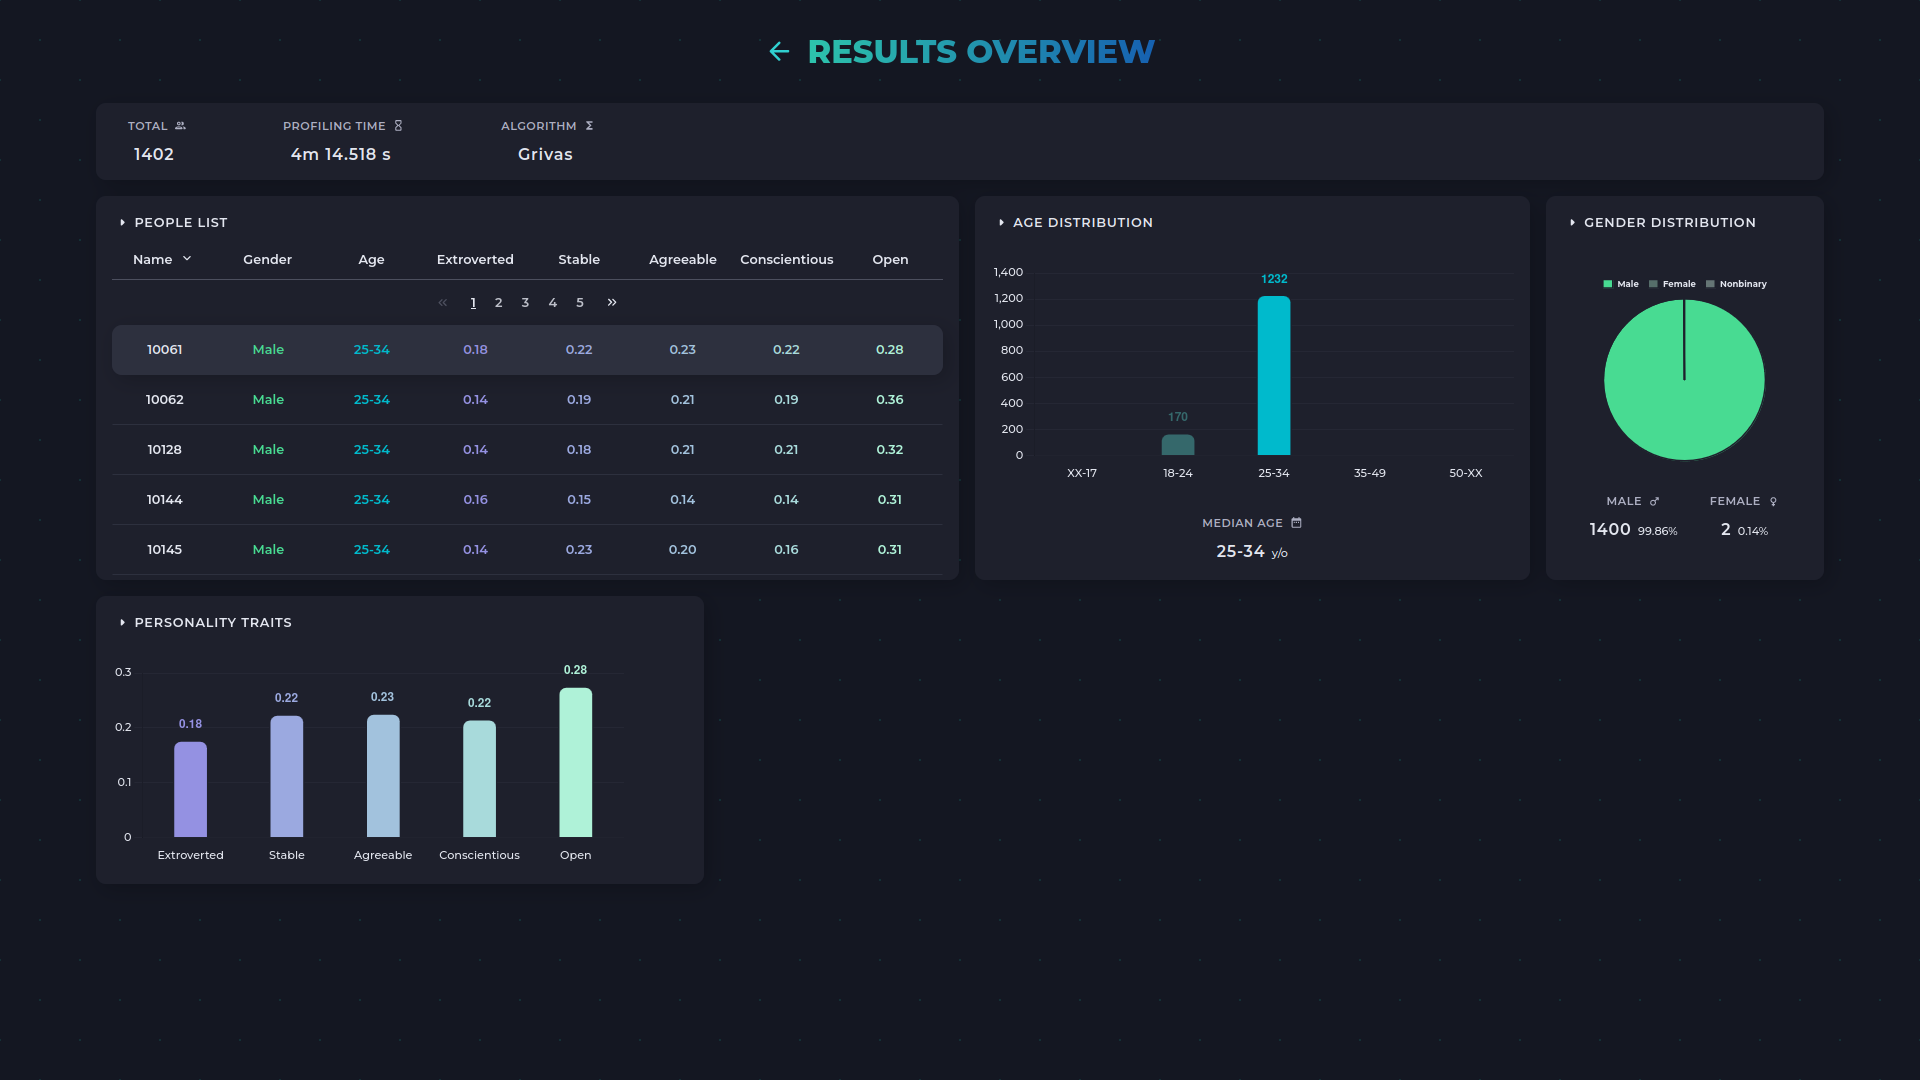 RESULTS OVERVIEW
TOTAL
1402
PROFILING TIME
4m 14.518 s
ALGORITHM
Grivas
PEOPLE LIST
Name Gender Age Extroverted Stable Agreeable Conscientious Open
« 1 2 3 4 5 »
10061 Male 25-34 0.18 0.22 0.23 0.22 0.28
10062 Male 25-34 0.14 0.19 0.21 0.19 0.36
10128 Male 25-34 0.14 0.18 0.21 0.21 0.32
10144 Male 25-34 0.16 0.15 0.14 0.14 0.31
10145 Male 25-34 0.14 0.23 0.20 0.16 0.31
AGE DISTRIBUTION
1,400
1,200
1,000
800
600
400
200
0
170
1232
XX-17 18-24 25-34 35-49 50-XX
MEDIAN AGE
25-34 y/o
GENDER DISTRIBUTION
Male Female Nonbinary
MALE ♂ FEMALE ♀
1400 99.86% 2 0.14%
PERSONALITY TRAITS
0.3
0.2
0.1
0
0.18 0.22 0.23 0.22 0.28
Extroverted Stable Agreeable Conscientious Open